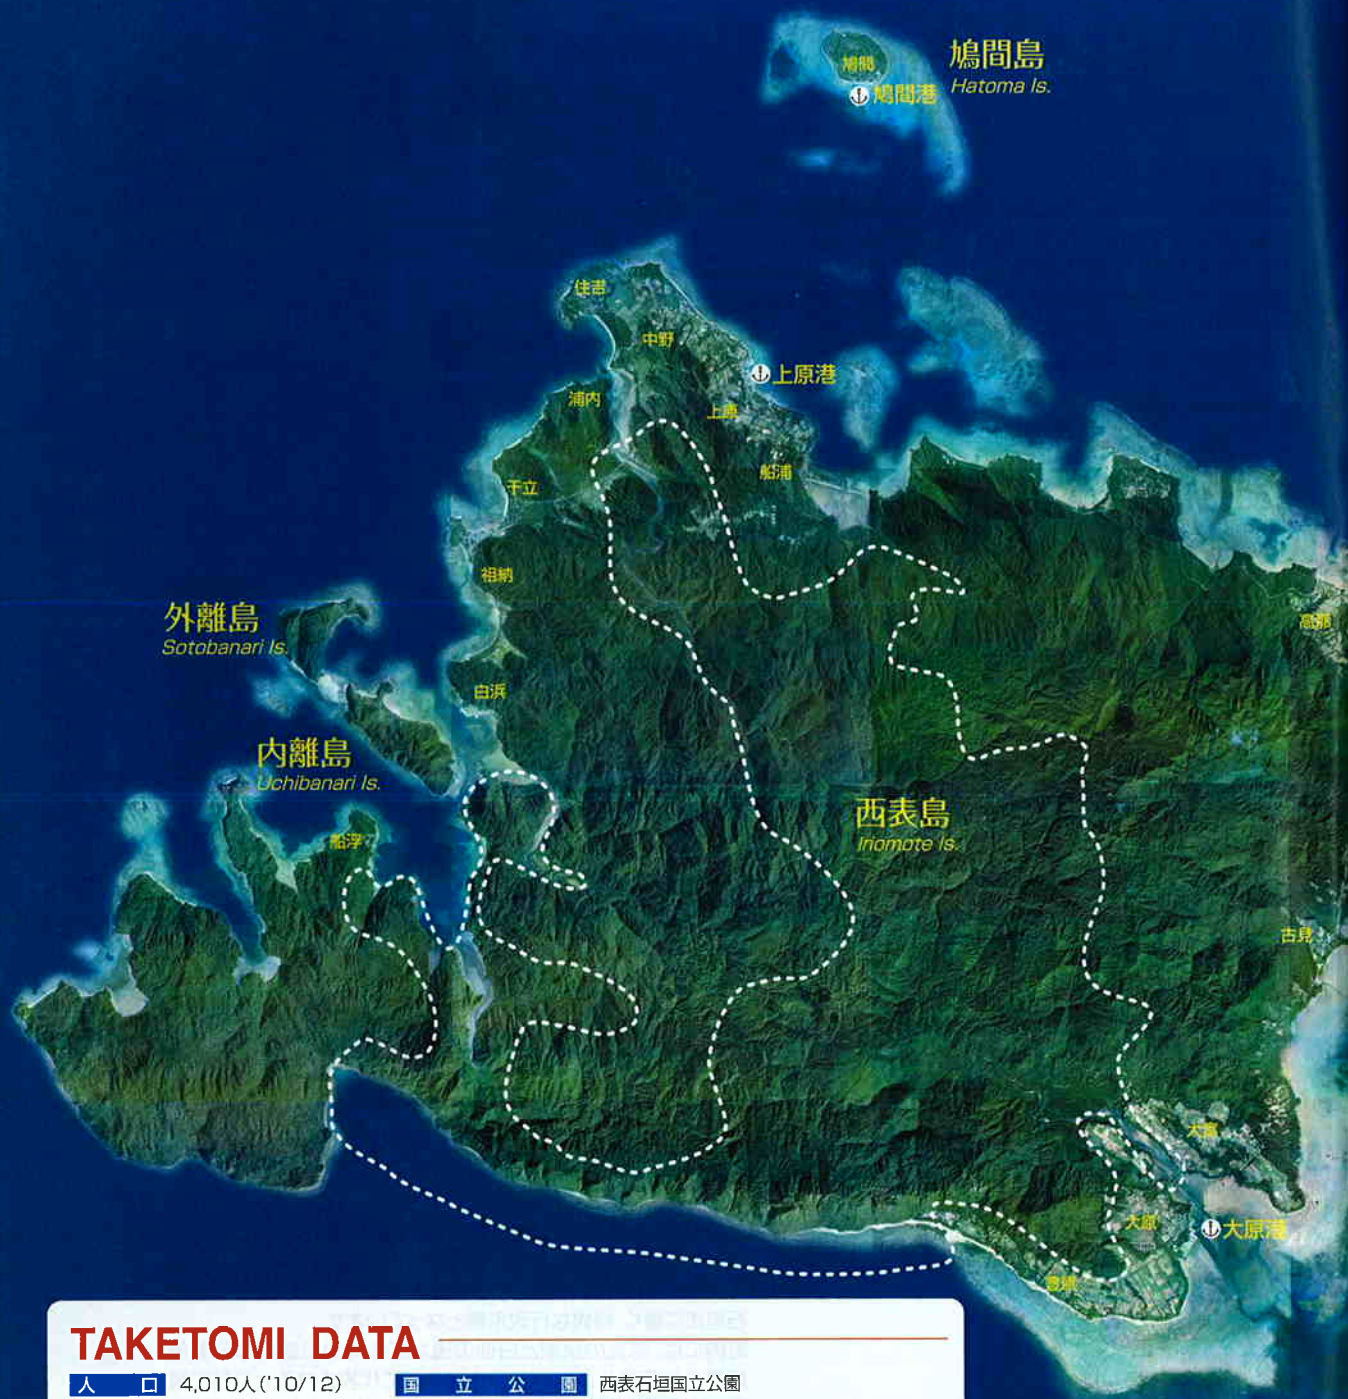 鳩間
鳩間島
Hatoma Is.
鳩間港
住吉
中野
上原港
浦内
上原
船浦
干立
祖納
外離島
Sotobanari Is.
高那
白浜
内離島
Uchibanari Is.
西表島
Iriomote Is.
船浮
古見
大富
大原
大原港
豊原
TAKETOMI DATA
人口 4,010人('10/12) 国立公園 西表石垣国立公園